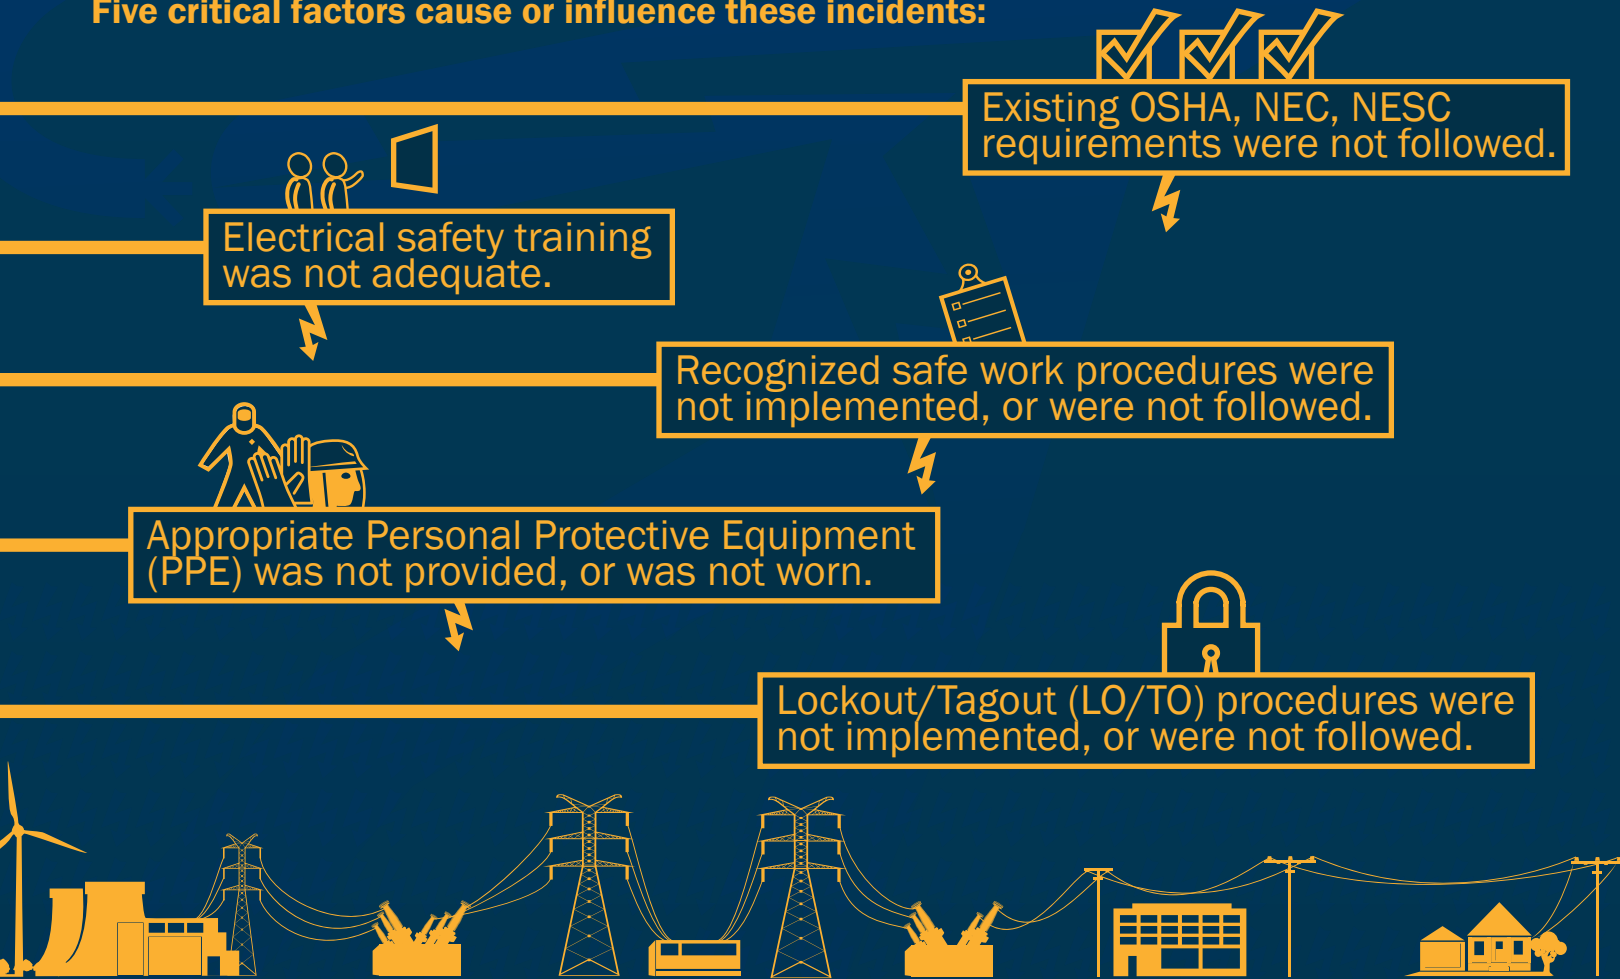 Five critical factors cause or influence these incidents:
Existing OSHA, NEC, NESC
requirements were not followed.
Electrical safety training
was not adequate.
Recognized safe work procedures were
not implemented, or were not followed.
Appropriate Personal Protective Equipment
(PPE) was not provided, or was not worn.
Lockout/Tagout (LO/TO) procedures were
not implemented, or were not followed.